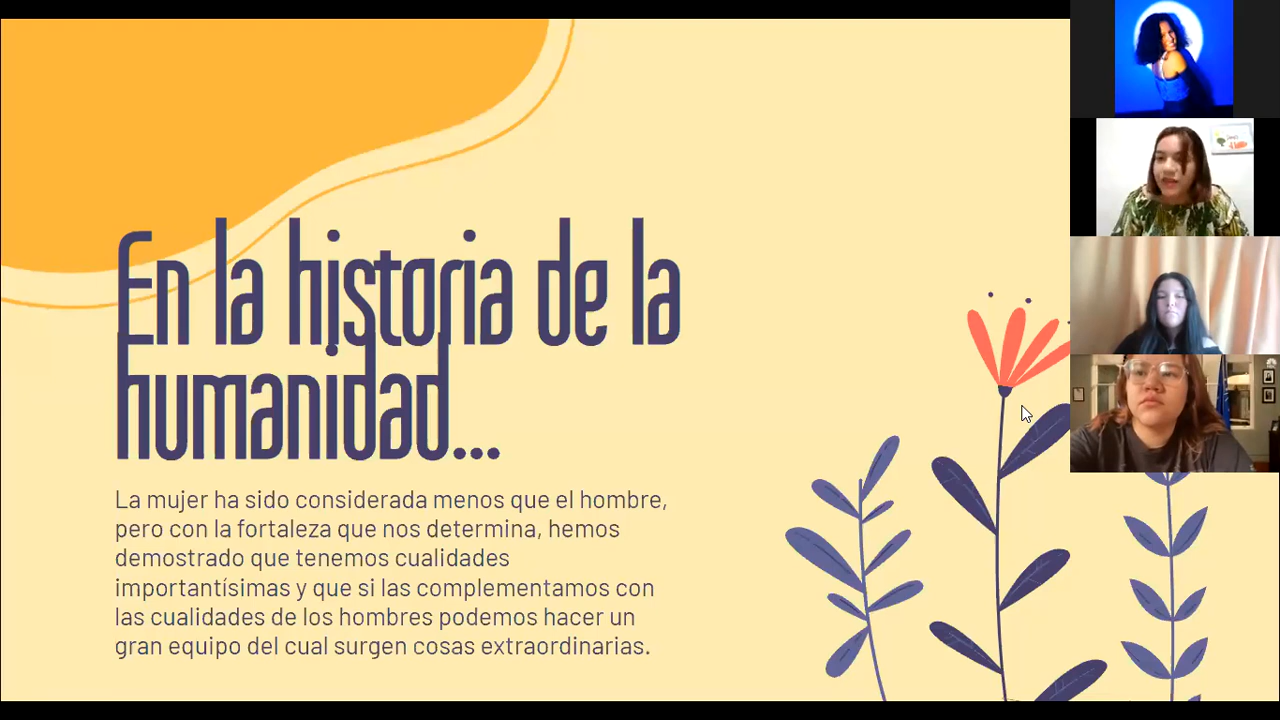 En la historia de la
humanidad...
La mujer ha sido considerada menos que el hombre,
pero con la fortaleza que nos determina, hemos
demostrado que tenemos cualidades
importantísimas y que si las complementamos con
las cualidades de los hombres podemos hacer un
gran equipo del cual surgen cosas extraordinarias.